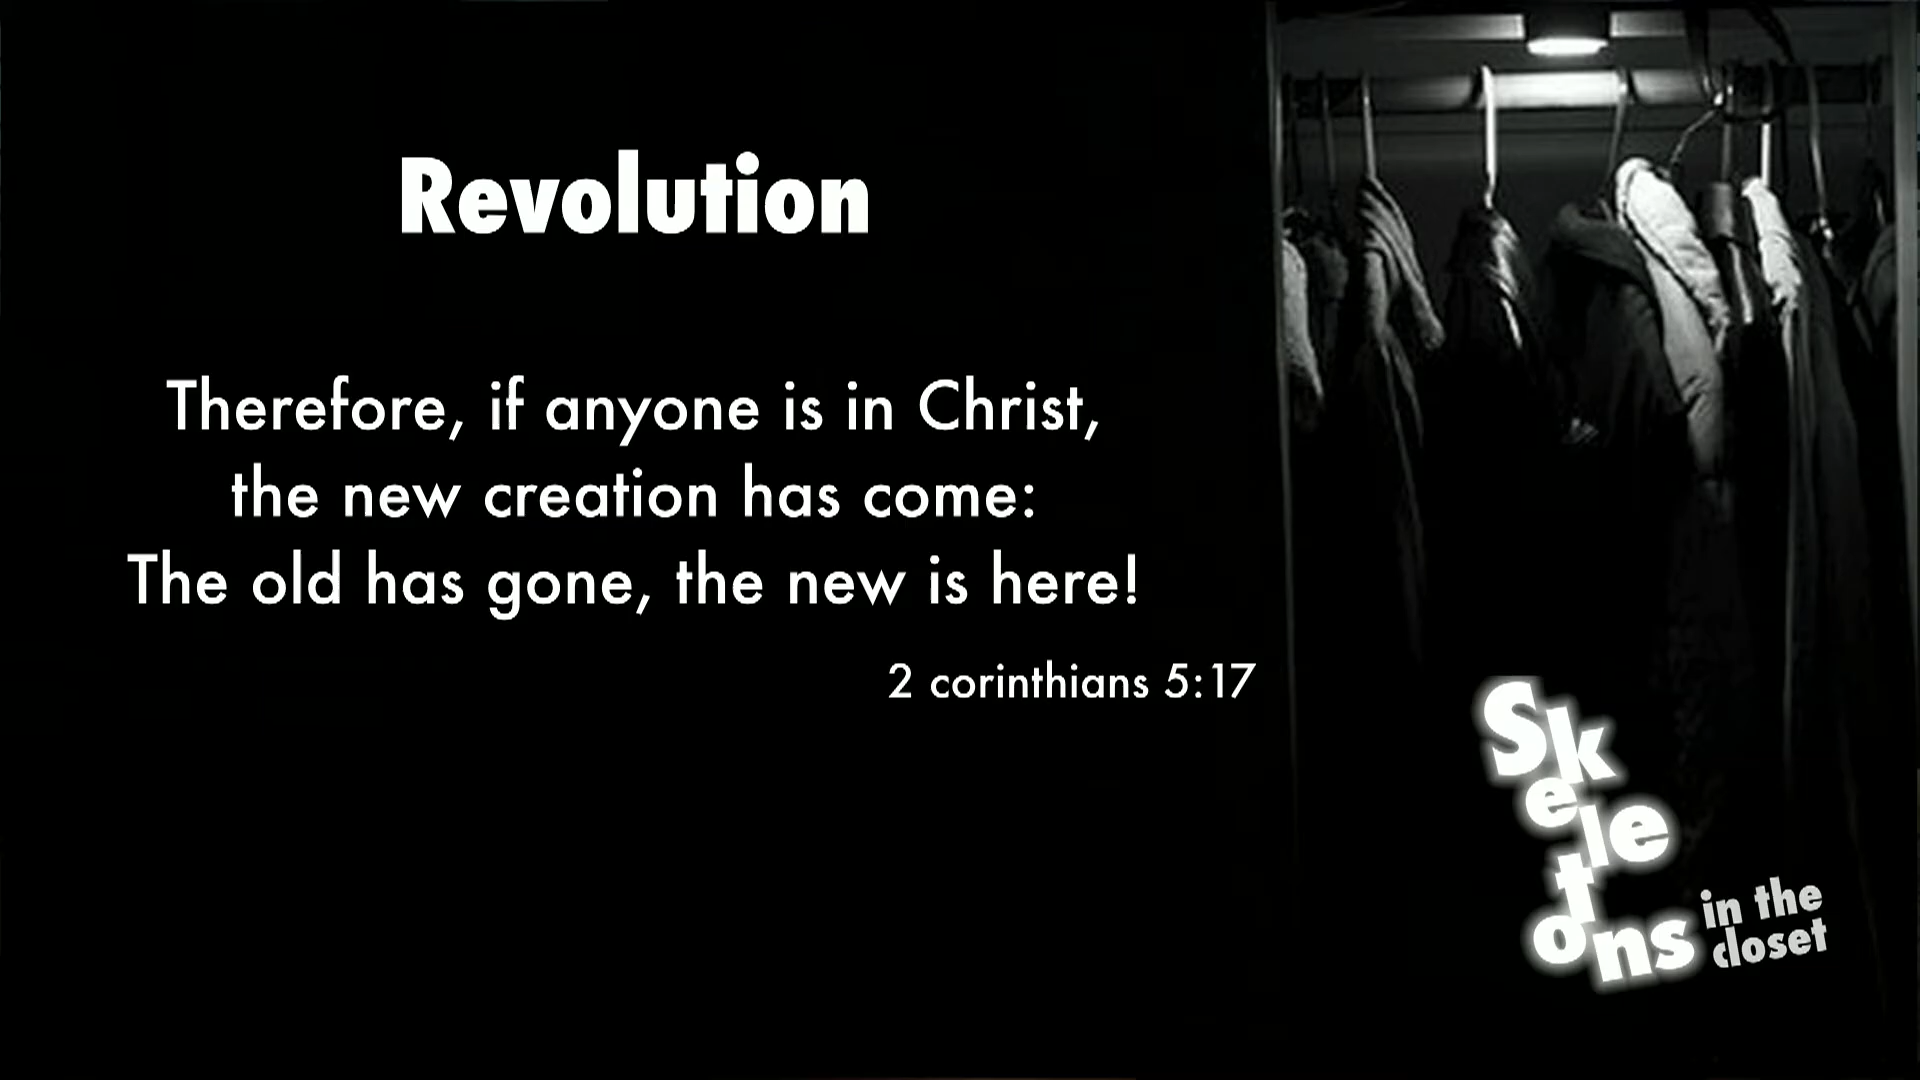 Revolution
Therefore, if anyone is in Christ,
the new creation has come:
The old has gone, the new is here!
2 corinthians 5:17
Skeletons
in the
closet